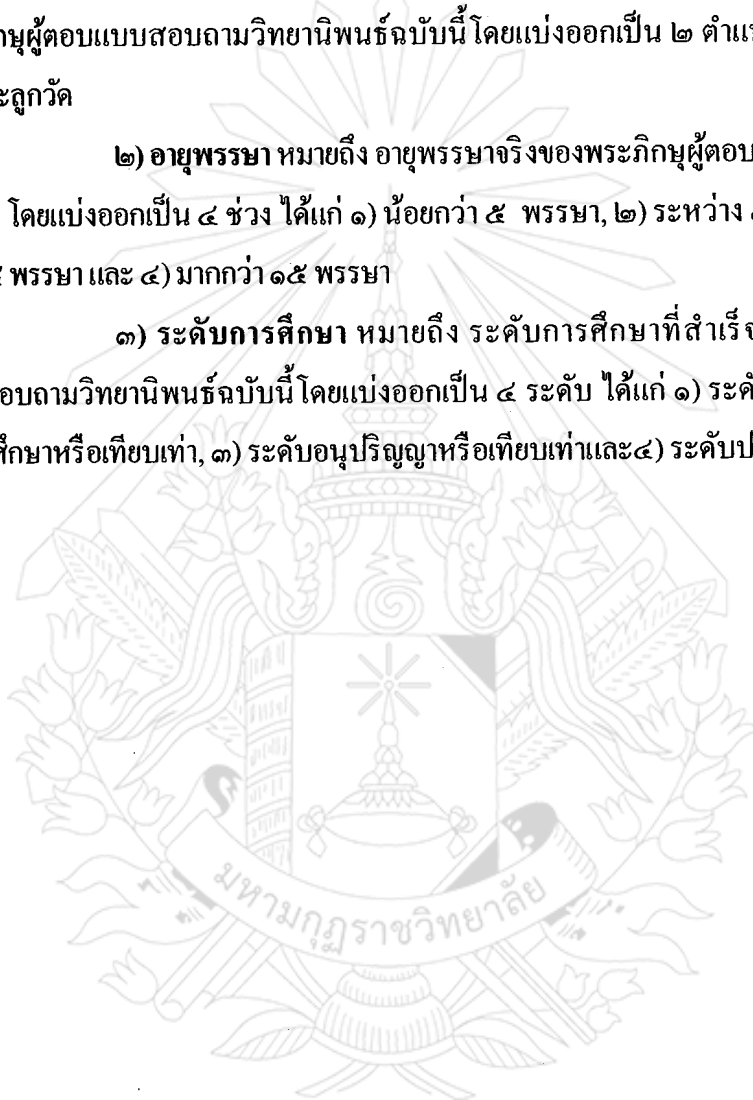 กษุผู้ตอบแบบสอบถามวิทยานิพนธ์ฉบับนี้ โดยแบ่งออกเป็น ๒
ะลูกวัด
๒) อายุพรรษา หมายถึง อายุพรรษาจริงของพระภิกษุผู้ตอบ
โดยแบ่งออกเป็น ๔ ช่วง ได้แก่ ๑) น้อยกว่า ๕ พรรษา, ๒) ระหว่าง
พรรษา และ ๔) มากกว่า ๑๕ พรรษา
๓) ระดับการศึกษา หมายถึง ระดับการศึกษาที่สำเร็จ
อบถามวิทยานิพนธ์ฉบับนี้ โดยแบ่งออกเป็น ๔ ระดับ ได้แก่ ๑)
ศึกษาหรือเทียบเท่า, ๓) ระดับอนุปริญญาหรือเทียบเท่าและ๔) ระดับ
มหามกุฏราชวิทยาลัย